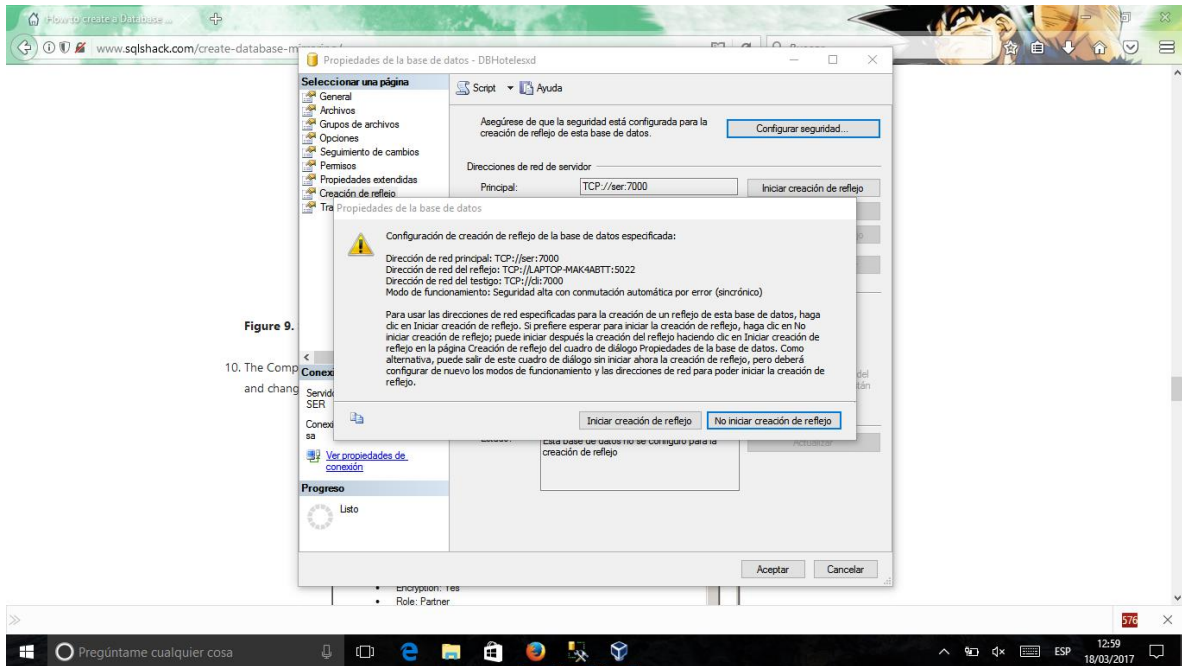 How to create a Database ...
www.sqlshack.com/create-database-m
Propiedades de la base de datos - DBHotelesxd
Seleccionar una página
General
Archivos
Grupos de archivos
Opciones
Seguimiento de cambios
Permisos
Propiedades extendidas
Creación de reflejo
Tra
Script
Ayuda
Asegúrese de que la seguridad está configurada para la
creación de reflejo de esta base de datos.
Configurar seguridad...
Direcciones de red de servidor
Principal:
TCP://ser:7000
Iniciar creación de reflejo
Propiedades de la base de datos
Configuración de creación de reflejo de la base de datos especificada:
Dirección de red principal: TCP://ser:7000
Dirección de red del reflejo: TCP://LAPTOP-MAK4ABTT:5022
Dirección de red del testigo: TCP://cli:7000
Modo de funcionamiento: Seguridad alta con conmutación automática por error (sincrónico)
Para usar las direcciones de red especificadas para la creación de un reflejo de esta base de datos, haga
clic en Iniciar creación de reflejo. Si prefiere esperar para iniciar la creación de reflejo, haga clic en No
iniciar creación de reflejo; puede iniciar después la creación del reflejo haciendo clic en Iniciar creación de
reflejo en la página Creación de reflejo del cuadro de diálogo Propiedades de la base de datos. Como
alternativa, puede salir de este cuadro de diálogo sin iniciar ahora la creación de reflejo, pero deberá
configurar de nuevo los modos de funcionamiento y las direcciones de red para poder iniciar la creación de
reflejo.
Iniciar creación de reflejo
No iniciar creación de reflejo
Figure 9.
10. The Comp
and chang
Conexi
Servido
SER
Conexi
sa
Ver propiedades de
conexión
Progreso
Listo
del
tán
Estado:
Esta base de datos no se configuró para la
creación de reflejo
Actualizar
Aceptar
Cancelar
• Encryption: Yes
• Role: Partner
576
Pregúntame cualquier cosa
ESP
12:59
18/03/2017